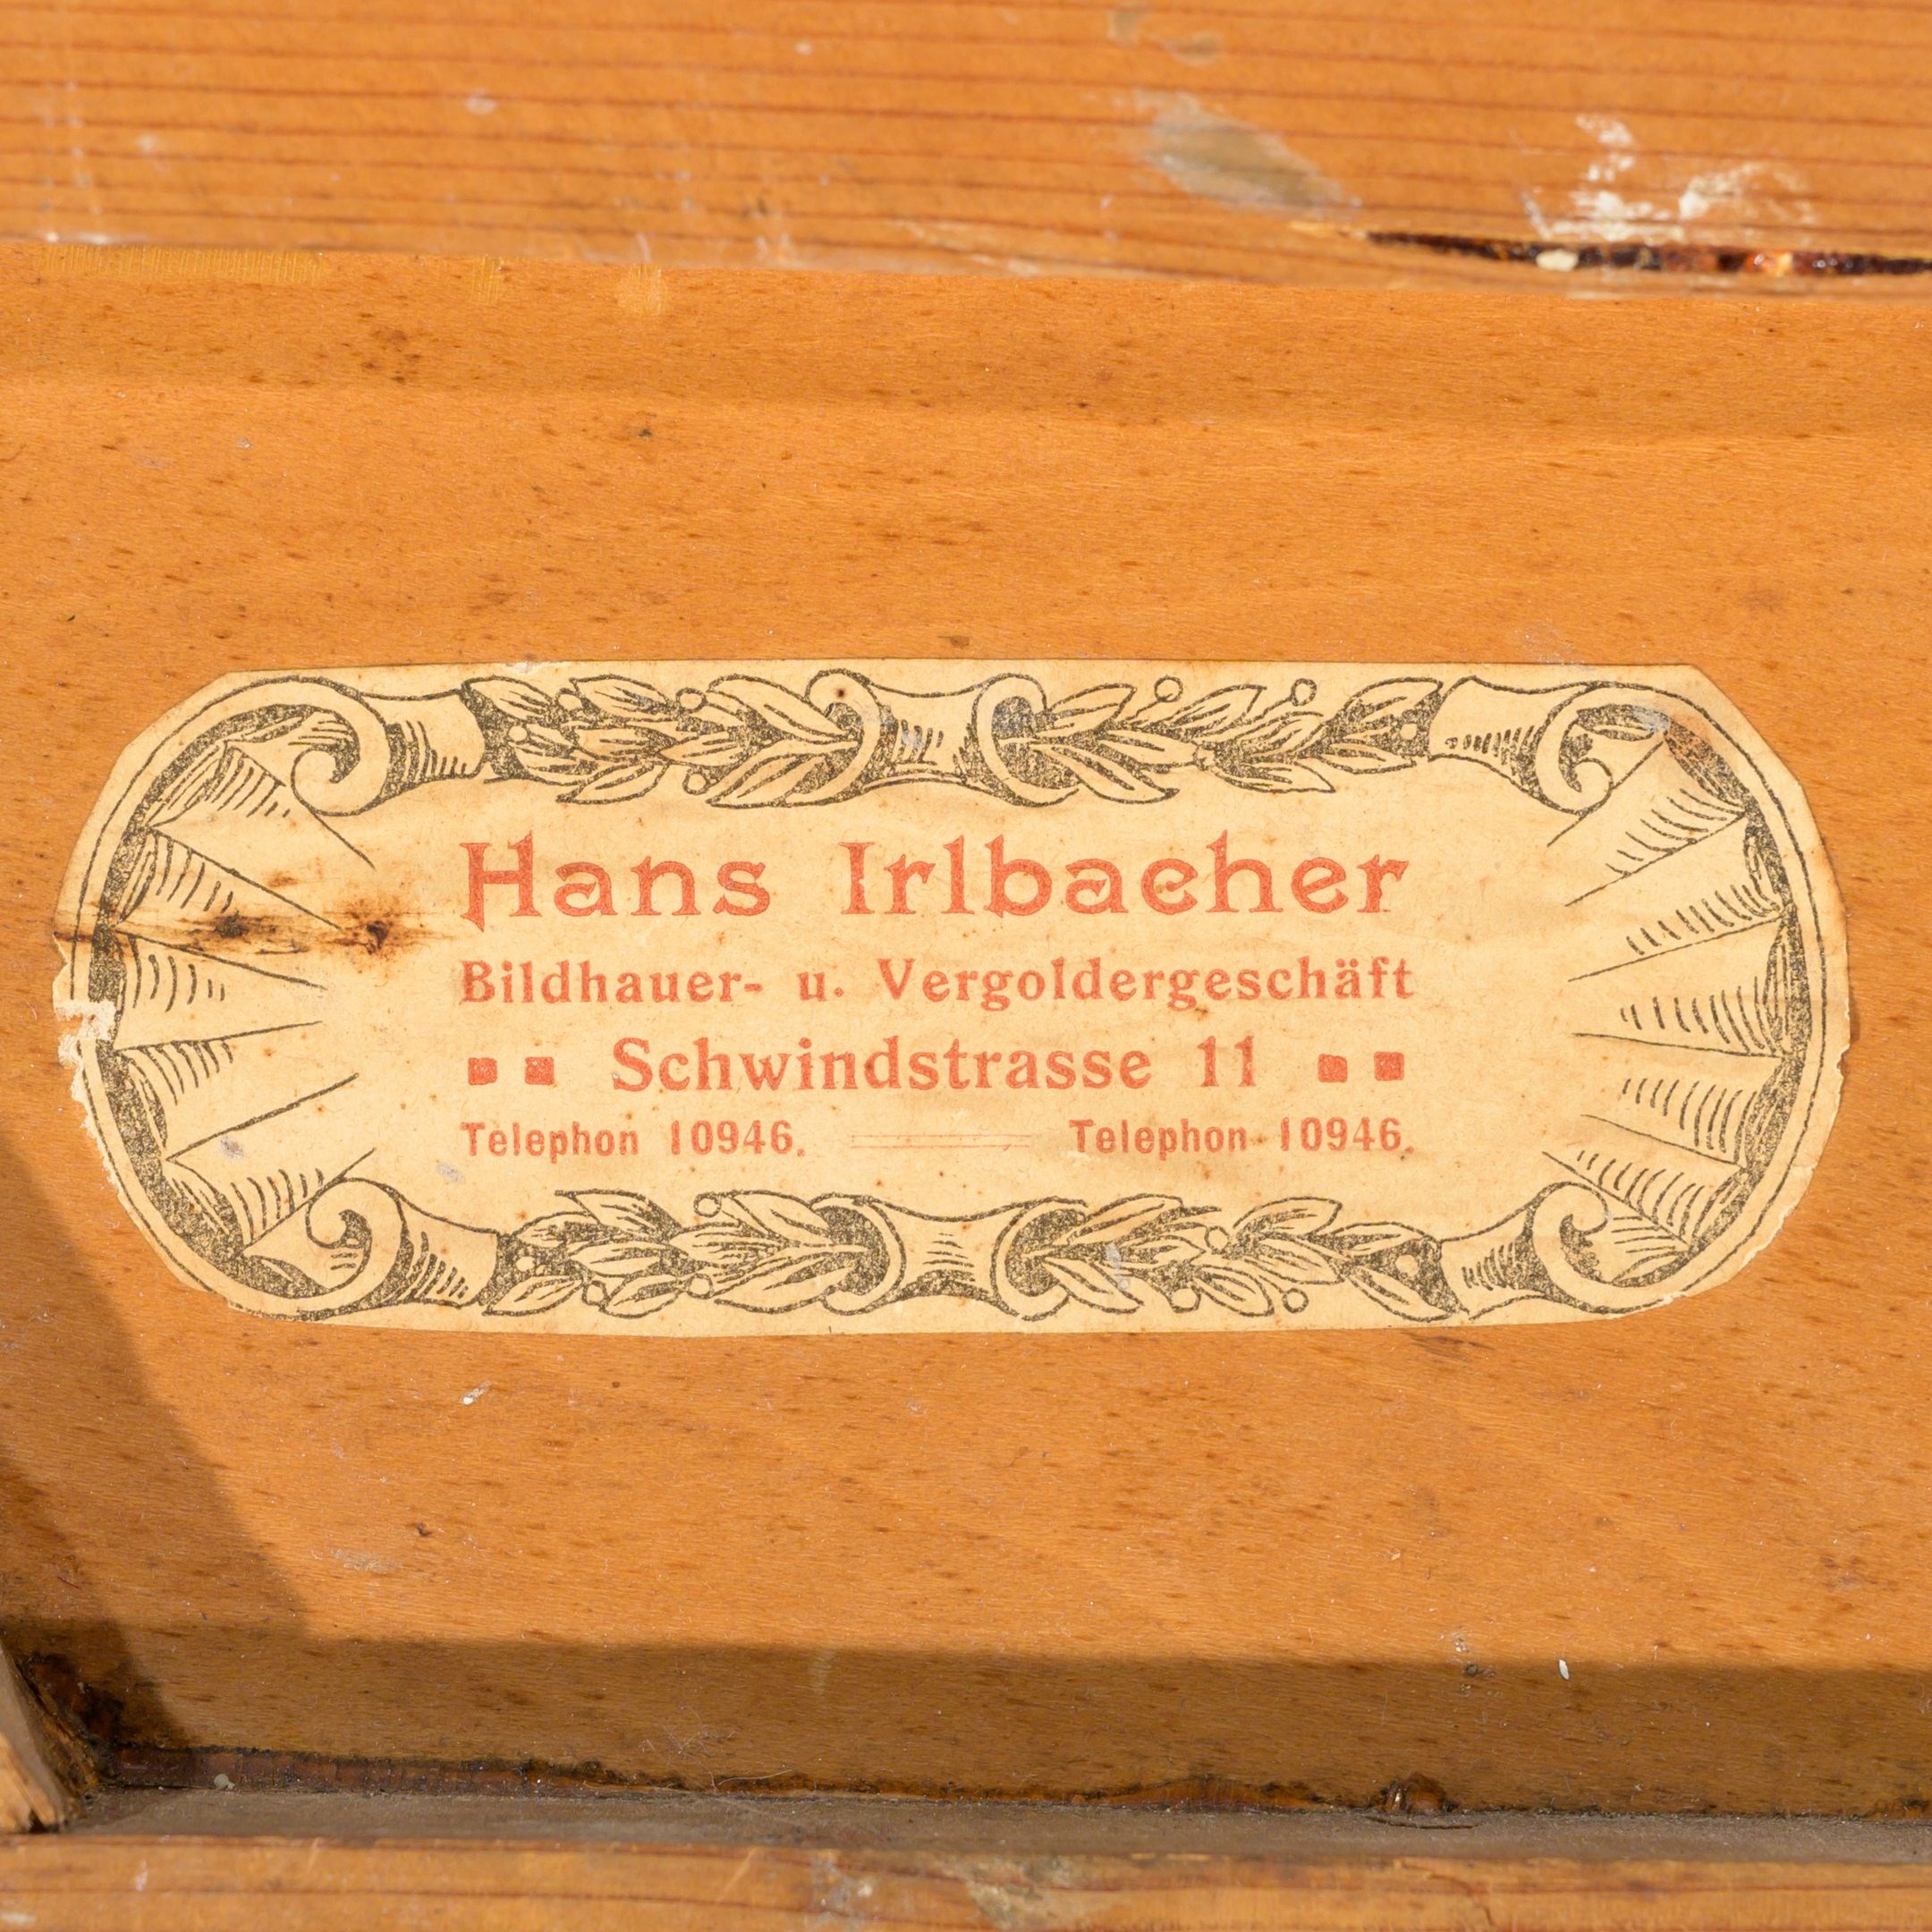 Hans Irlbacher
Bildhauer- u. Vergoldergeschäft
Schwindstrasse 11
Telephon 10946. Telephon 10946.